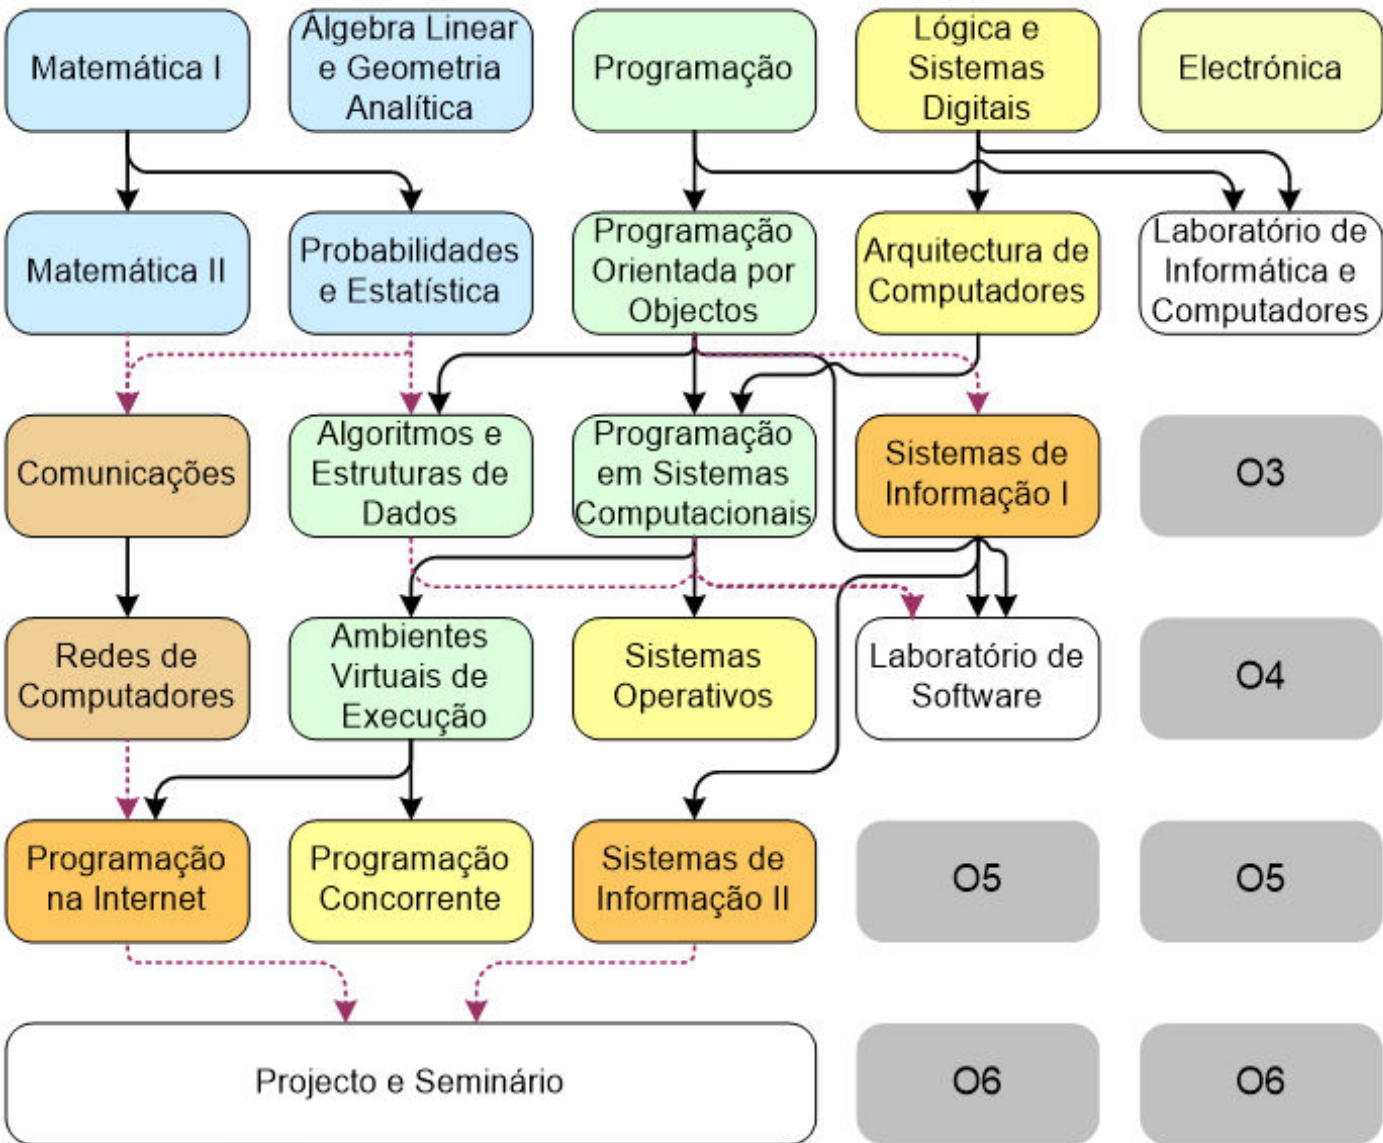 Matemática I
Álgebra Linear
e Geometria
Analítica
Programação
Lógica e
Sistemas
Digitais
Electrónica
Matemática II
Probabilidades
e Estatística
Programação
Orientada por
Objectos
Arquitectura de
Computadores
Laboratório de
Informática e
Computadores
Comunicações
Algoritmos e
Estruturas de
Dados
Programação
em Sistemas
Computacionais
Sistemas de
Informação I
O3
Redes de
Computadores
Ambientes
Virtuais de
Execução
Sistemas
Operativos
Laboratório de
Software
O4
Programação
na Internet
Programação
Concorrente
Sistemas de
Informação II
O5
O5
Projecto e Seminário
O6
O6